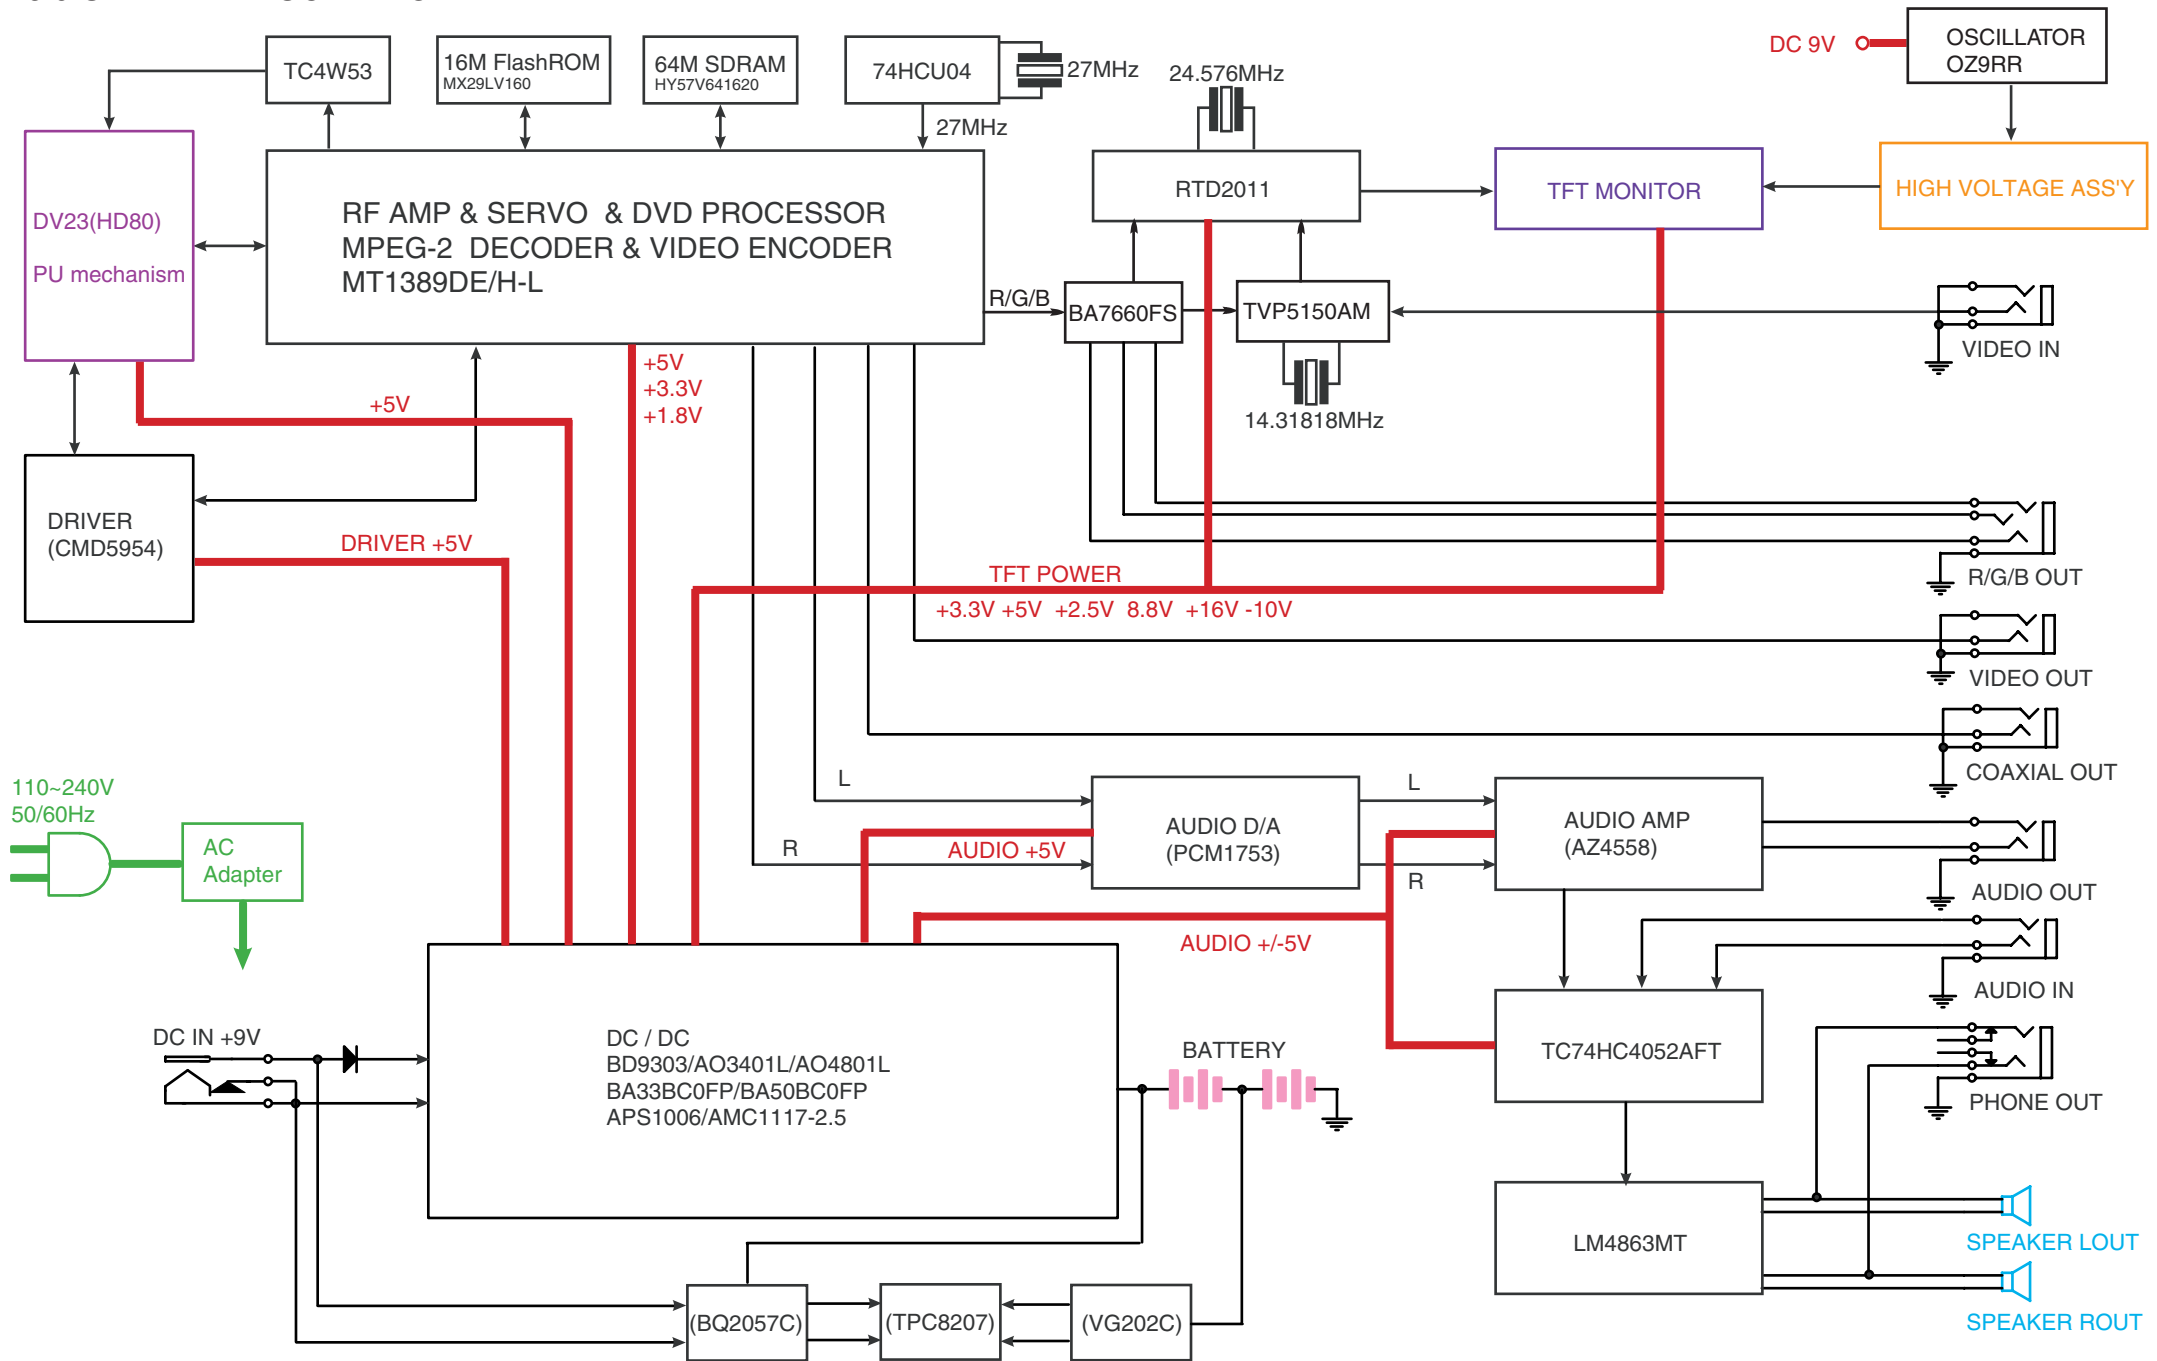 TC4W53
16M FlashROM
MX29LV160
64M SDRAM
HY57V641620
74HCU04
27MHz
27MHz
24.576MHz
DC 9V
OSCILLATOR
OZ9RR
DV23(HD80)
PU mechanism
RF AMP & SERVO & DVD PROCESSOR
MPEG-2 DECODER & VIDEO ENCODER
MT1389DE/H-L
RTD2011
TFT MONITOR
HIGH VOLTAGE ASS'Y
R/G/B
BA7660FS
TVP5150AM
14.31818MHz
VIDEO IN
+5V
+5V
+3.3V
+1.8V
DRIVER
(CMD5954)
DRIVER +5V
TFT POWER
+3.3V +5V +2.5V 8.8V +16V -10V
R/G/B OUT
VIDEO OUT
COAXIAL OUT
110~240V
50/60Hz
AC
Adapter
L
R
AUDIO +5V
AUDIO D/A
(PCM1753)
L
R
AUDIO AMP
(AZ4558)
AUDIO OUT
AUDIO +/-5V
AUDIO IN
DC IN +9V
DC / DC
BD9303/AO3401L/AO4801L
BA33BC0FP/BA50BC0FP
APS1006/AMC1117-2.5
BATTERY
TC74HC4052AFT
PHONE OUT
LM4863MT
SPEAKER LOUT
SPEAKER ROUT
(BQ2057C)
(TPC8207)
(VG202C)